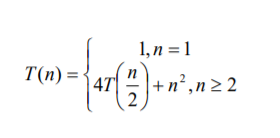 T(n) = { 1, n = 1
4T(n/2) + n², n ≥ 2